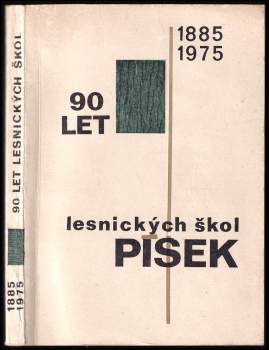 90 LET LESNICKÝCH ŠKOL
1885
1975
1885
1975
90
LET
lesnických škol
PÍSEK